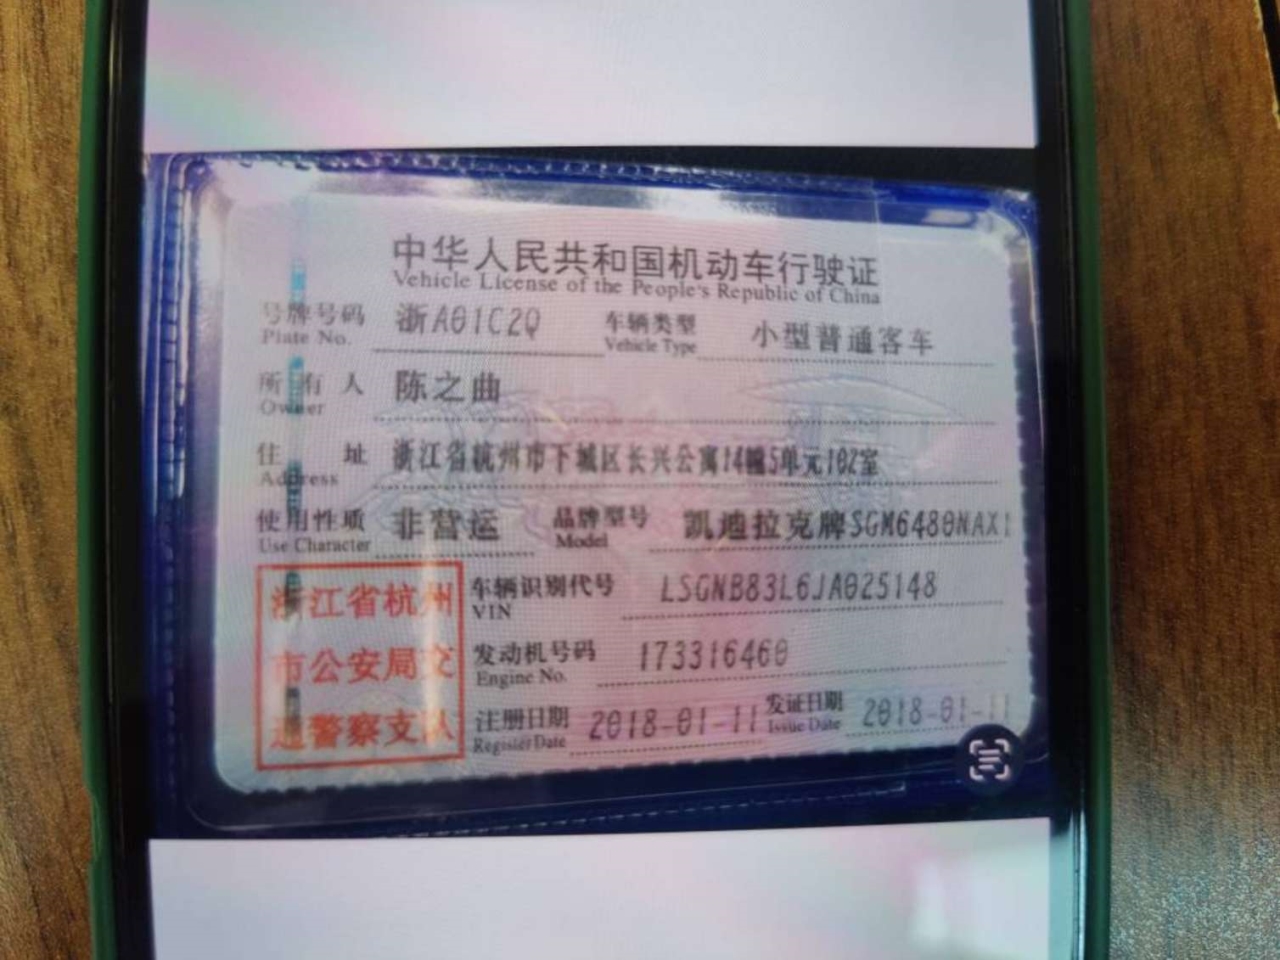 中华人民共和国机动车行驶证
Vehicle License of the People's Republic of China
号牌号码 浙A01C2Q 车辆类型 小型普通客车
Plate No. Vehicle Type
所有人 陈之曲
Owner
住址 浙江省杭州市下城区长兴公寓14幢5单元102室
Address
使用性质 非营运 品牌型号 凯迪拉克牌SGM6480NAX1
Use Character Model
浙江省杭州
市公安局交
通警察支队
车辆识别代号 LSGNB83L6JA025148
VIN
发动机号码 173316460
Engine No.
注册日期 2018-01-11 发证日期 2018-01-11
Register Date Issue Date